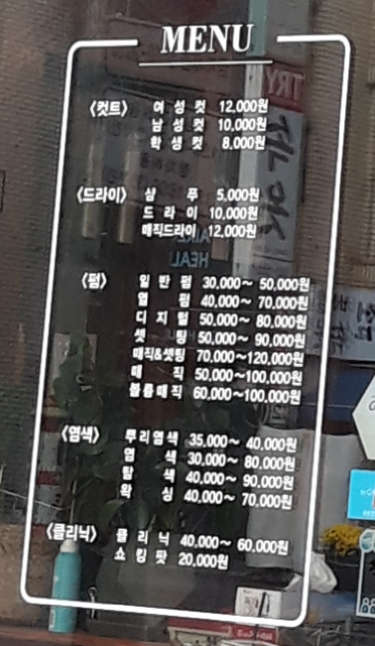 MENU
<컷트> 여성컷 12,000원
남성컷 10,000원
학생컷 8,000원
<드라이> 샴푸 5,000원
드라이 10,000원
매직드라이 12,000원
<펌> 일반펌 30,000~ 50,000원
열펌 40,000~ 70,000원
디지털 50,000~ 80,000원
셋팅 50,000~ 90,000원
매직&셋팅 70,000~120,000원
매직 50,000~100,000원
볼륨매직 60,000~100,000원
<염색> 뿌리염색 35,000~ 40,000원
염색 30,000~ 80,000원
탈색 40,000~ 90,000원
왁싱 40,000~ 70,000원
<클리닉> 클리닉 40,000~ 60,000원
쇼킹팟 20,000원
HEAL
TRY